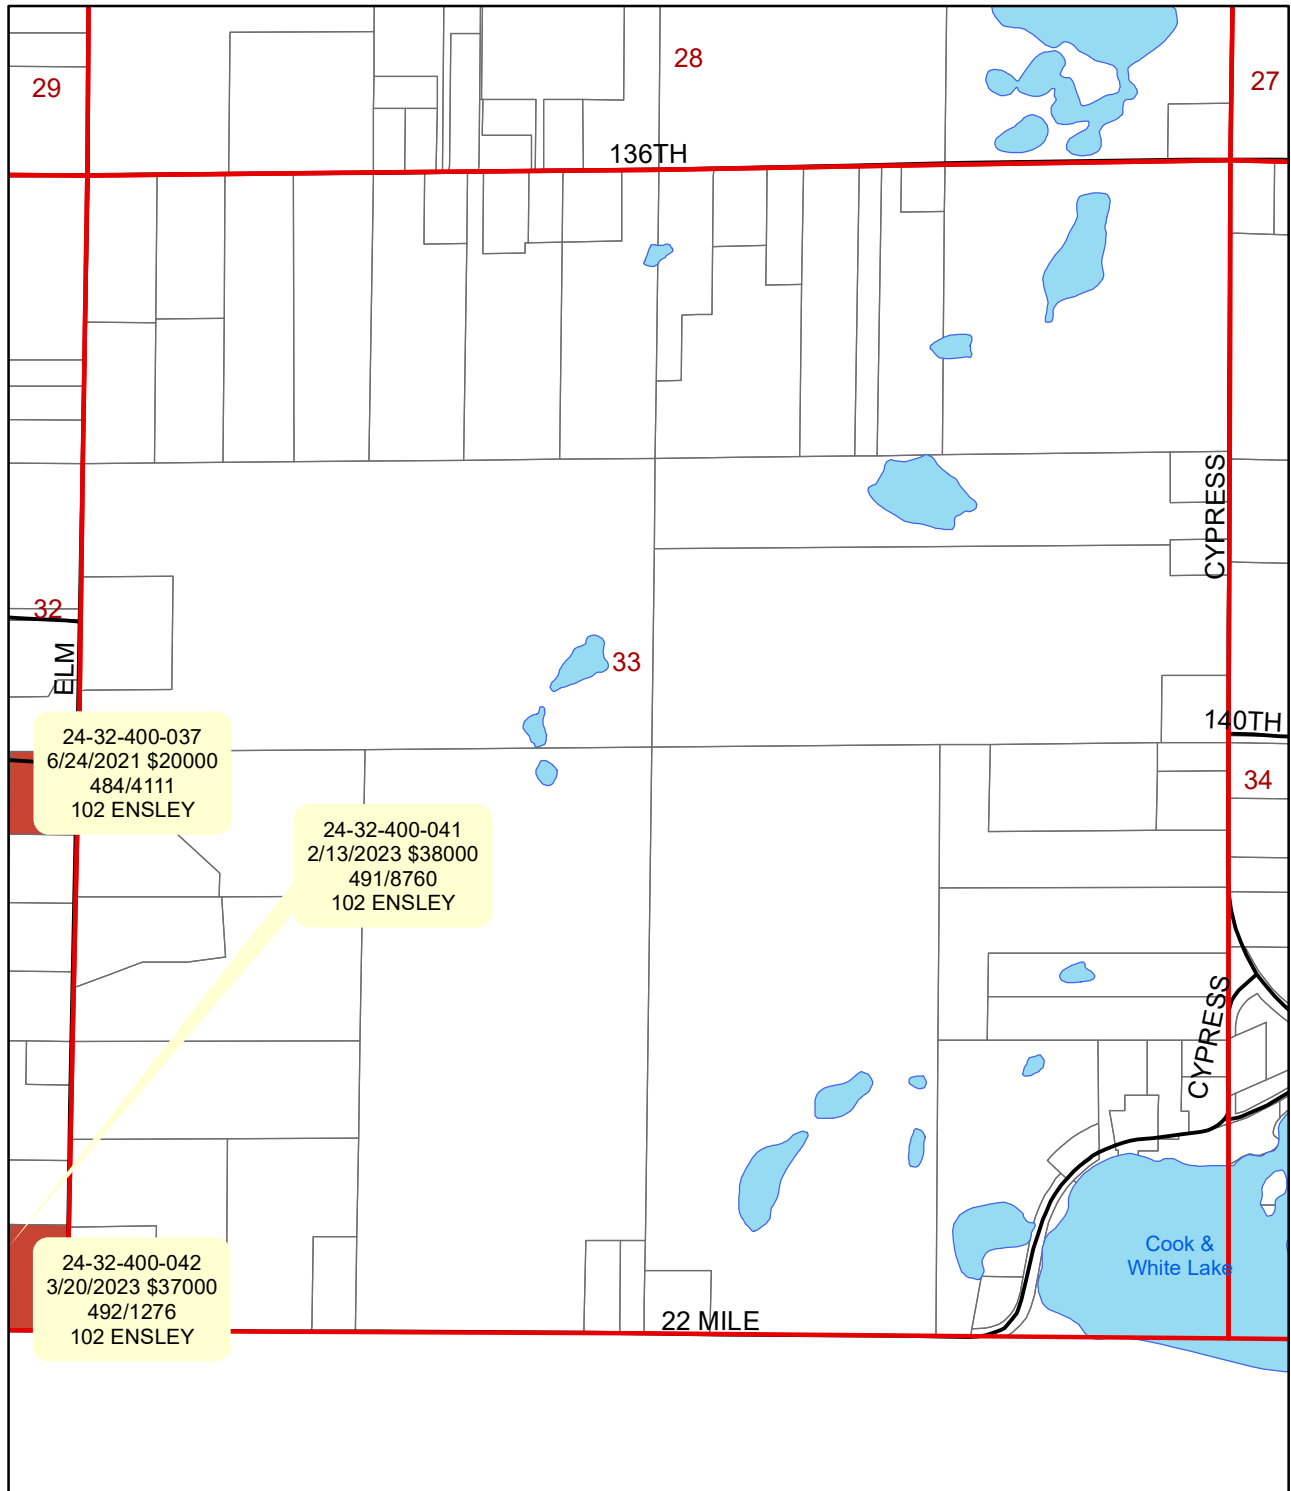 28
29
27
136TH
CYPRESS
32
ELM
33
140TH
24-32-400-037
6/24/2021 $20000
484/4111
102 ENSLEY
34
24-32-400-041
2/13/2023 $38000
491/8760
102 ENSLEY
CYPRESS
Cook &
White Lake
24-32-400-042
3/20/2023 $37000
492/1276
102 ENSLEY
22 MILE